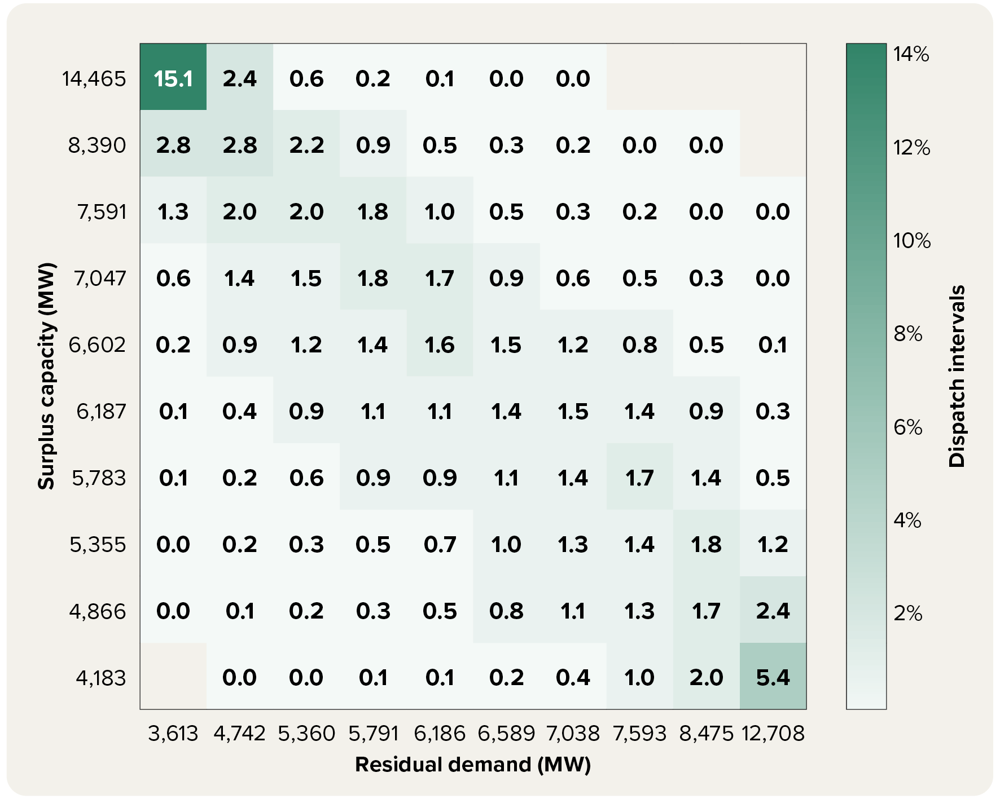 14,465 15.1 2.4 0.6 0.2 0.1 0.0 0.0
8,390 2.8 2.8 2.2 0.9 0.5 0.3 0.2 0.0 0.0
7,591 1.3 2.0 2.0 1.8 1.0 0.5 0.3 0.2 0.0 0.0
7,047 0.6 1.4 1.5 1.8 1.7 0.9 0.6 0.5 0.3 0.0
6,602 0.2 0.9 1.2 1.4 1.6 1.5 1.2 0.8 0.5 0.1
6,187 0.1 0.4 0.9 1.1 1.1 1.4 1.5 1.4 0.9 0.3
5,783 0.1 0.2 0.6 0.9 0.9 1.1 1.4 1.7 1.4 0.5
5,355 0.0 0.2 0.3 0.5 0.7 1.0 1.3 1.4 1.8 1.2
4,866 0.0 0.1 0.2 0.3 0.5 0.8 1.1 1.3 1.7 2.4
4,183 0.0 0.0 0.1 0.1 0.2 0.4 1.0 2.0 5.4
3,613 4,742 5,360 5,791 6,186 6,589 7,038 7,593 8,475 12,708
Residual demand (MW)
Surplus capacity (MW)
14%
12%
10%
8%
6%
4%
2%
Dispatch intervals